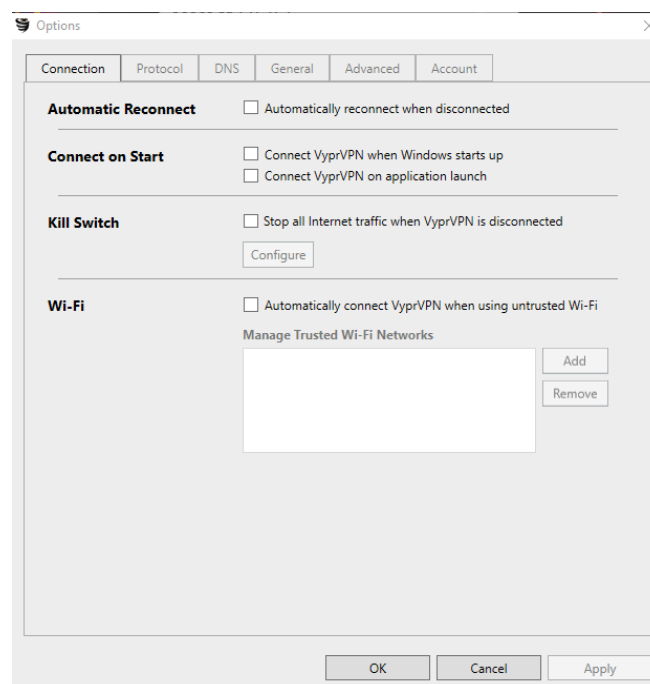 Options
Connection Protocol DNS General Advanced Account
Automatic Reconnect Automatically reconnect when disconnected
Connect on Start Connect VyprVPN when Windows starts up
Connect VyprVPN on application launch
Kill Switch Stop all Internet traffic when VyprVPN is disconnected
Configure
Wi-Fi Automatically connect VyprVPN when using untrusted Wi-Fi
Manage Trusted Wi-Fi Networks
Add
Remove
OK Cancel Apply